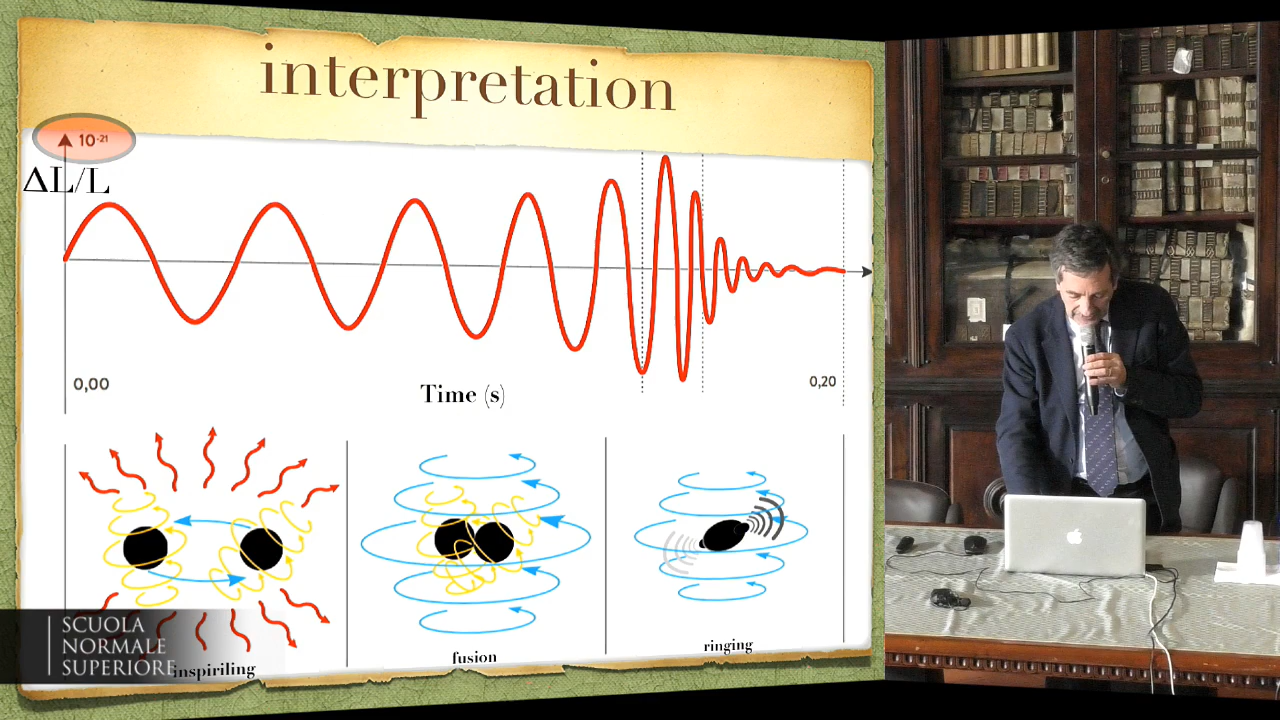 interpretation
10⁻²¹
ΔL/L
0,00
Time (s)
0,20
inspiriling
fusion
ringing
SCUOLA
NORMALE
SUPERIORE